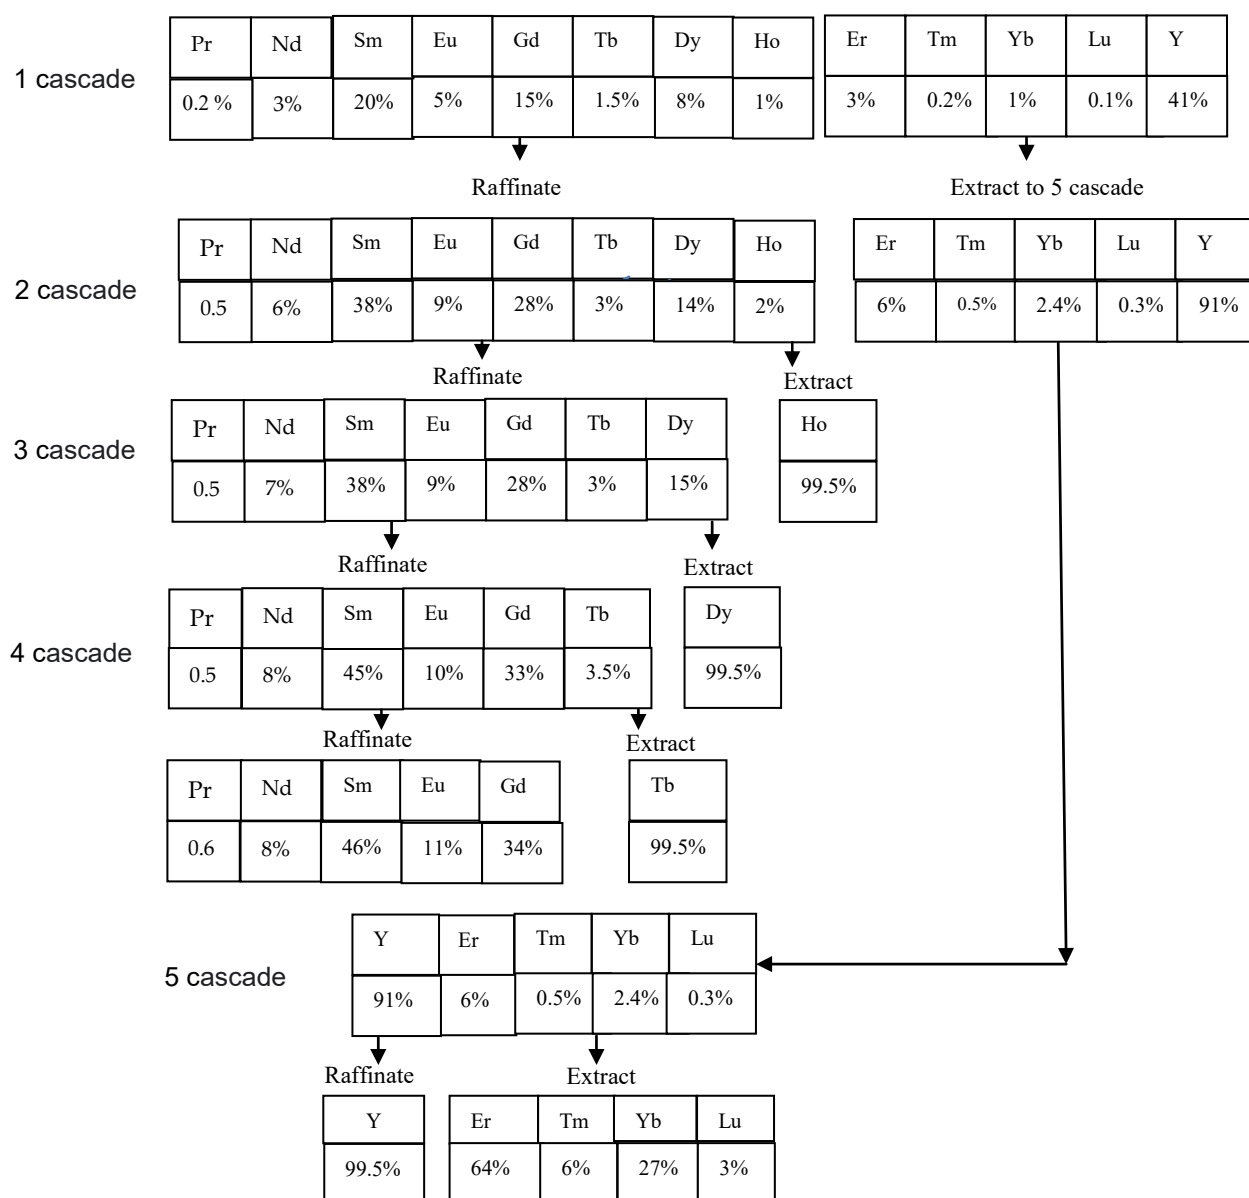 Pr Nd Sm Eu Gd Tb Dy Ho Er Tm Yb Lu Y
1 cascade
0.2 % 3% 20% 5% 15% 1.5% 8% 1% 3% 0.2% 1% 0.1% 41%
Raffinate Extract to 5 cascade
Pr Nd Sm Eu Gd Tb Dy Ho Er Tm Yb Lu Y
2 cascade
0.5 6% 38% 9% 28% 3% 14% 2% 6% 0.5% 2.4% 0.3% 91%
Raffinate Extract
Pr Nd Sm Eu Gd Tb Dy Ho
3 cascade
0.5 7% 38% 9% 28% 3% 15% 99.5%
Raffinate Extract
Pr Nd Sm Eu Gd Tb Dy
4 cascade
0.5 8% 45% 10% 33% 3.5% 99.5%
Raffinate Extract
Pr Nd Sm Eu Gd Tb
0.6 8% 46% 11% 34% 99.5%
Y Er Tm Yb Lu
5 cascade
91% 6% 0.5% 2.4% 0.3%
Raffinate Extract
Y Er Tm Yb Lu
99.5% 64% 6% 27% 3%